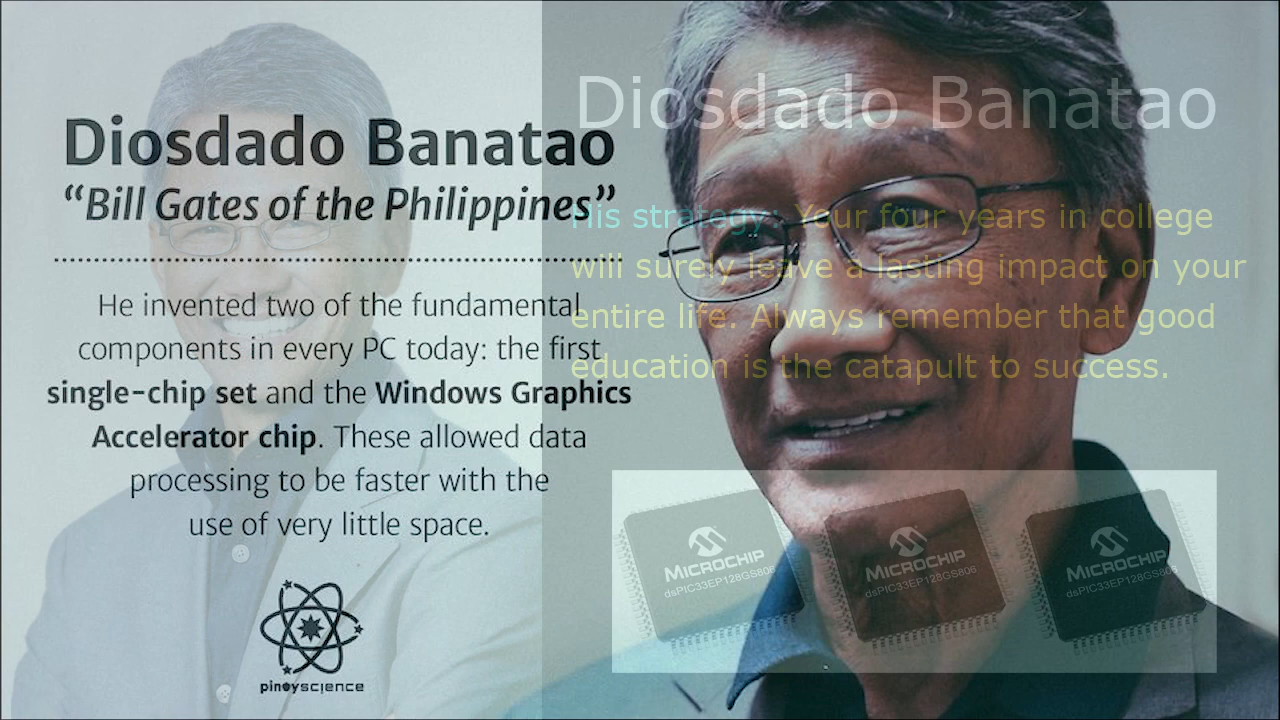 Diosdado Banatao
“Bill Gates of the Philippines”
He invented two of the fundamental
components in every PC today: the first
single-chip set and the Windows Graphics
Accelerator chip. These allowed data
processing to be faster with the
use of very little space.
pinoyscience
Diosdado Banatao
His strategy: Your four years in college
will surely leave a lasting impact on your
entire life. Always remember that good
education is the catapult to success.
MICROCHIP
dsPIC33EP128GS806
MICROCHIP
dsPIC33EP128GS806
MICROCHIP
dsPIC33EP128GS806